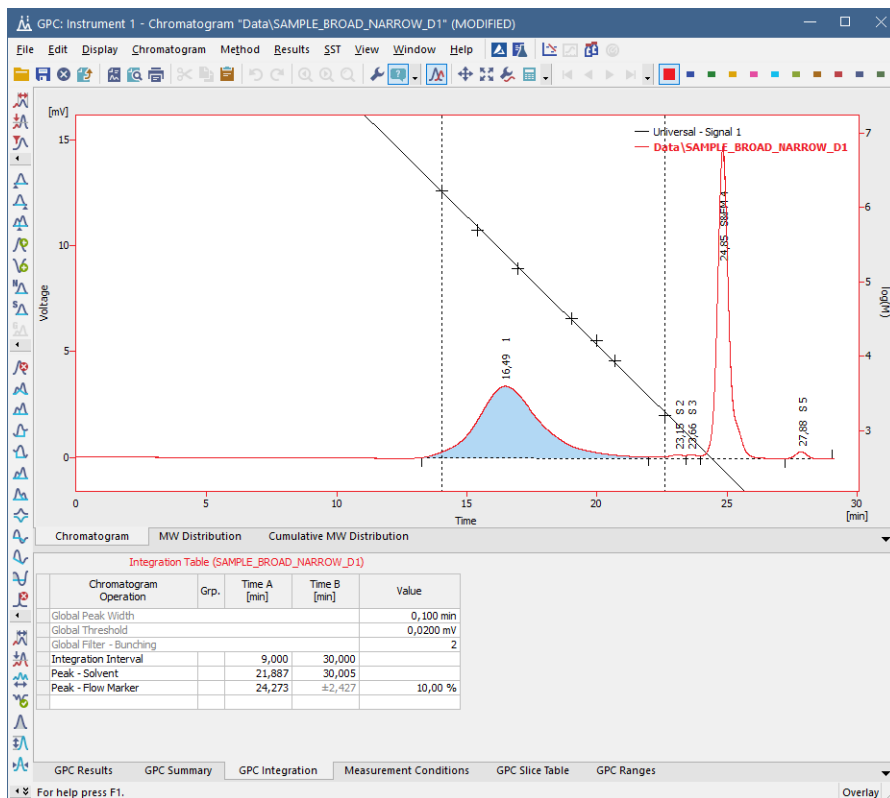 GPC: Instrument 1 - Chromatogram "Data\SAMPLE_BROAD_NARROW_D1" (MODIFIED)
File Edit Display Chromatogram Method Results SST View Window Help
[mV]
15
10
5
0
Voltage
Universal - Signal 1
Data\SAMPLE_BROAD_NARROW_D1
7
6
5
4
3
log(M)
16,49 1
23,15 S 2
23,66 S 3
24,85 S&FM 4
27,88 S 5
0 5 10 15 20 25 30
Time [min]
Chromatogram MW Distribution Cumulative MW Distribution
Integration Table (SAMPLE_BROAD_NARROW_D1)
Chromatogram Operation Grp. Time A [min] Time B [min] Value
Global Peak Width 0,100 min
Global Threshold 0,0200 mV
Global Filter - Bunching 2
Integration Interval 9,000 30,000
Peak - Solvent 21,887 30,005
Peak - Flow Marker 24,273 ±2,427 10,00 %
GPC Results GPC Summary GPC Integration Measurement Conditions GPC Slice Table GPC Ranges
For help press F1. Overlay